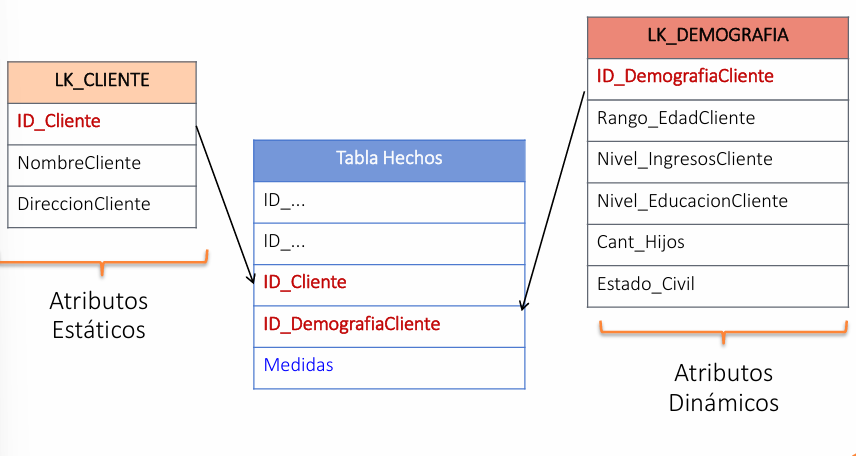 LK_CLIENTE
ID_Cliente
NombreCliente
DireccionCliente
Atributos
Estáticos
Tabla Hechos
ID_...
ID_...
ID_Cliente
ID_DemografiaCliente
Medidas
LK_DEMOGRAFIA
ID_DemografiaCliente
Rango_EdadCliente
Nivel_IngresosCliente
Nivel_EducacionCliente
Cant_Hijos
Estado_Civil
Atributos
Dinámicos